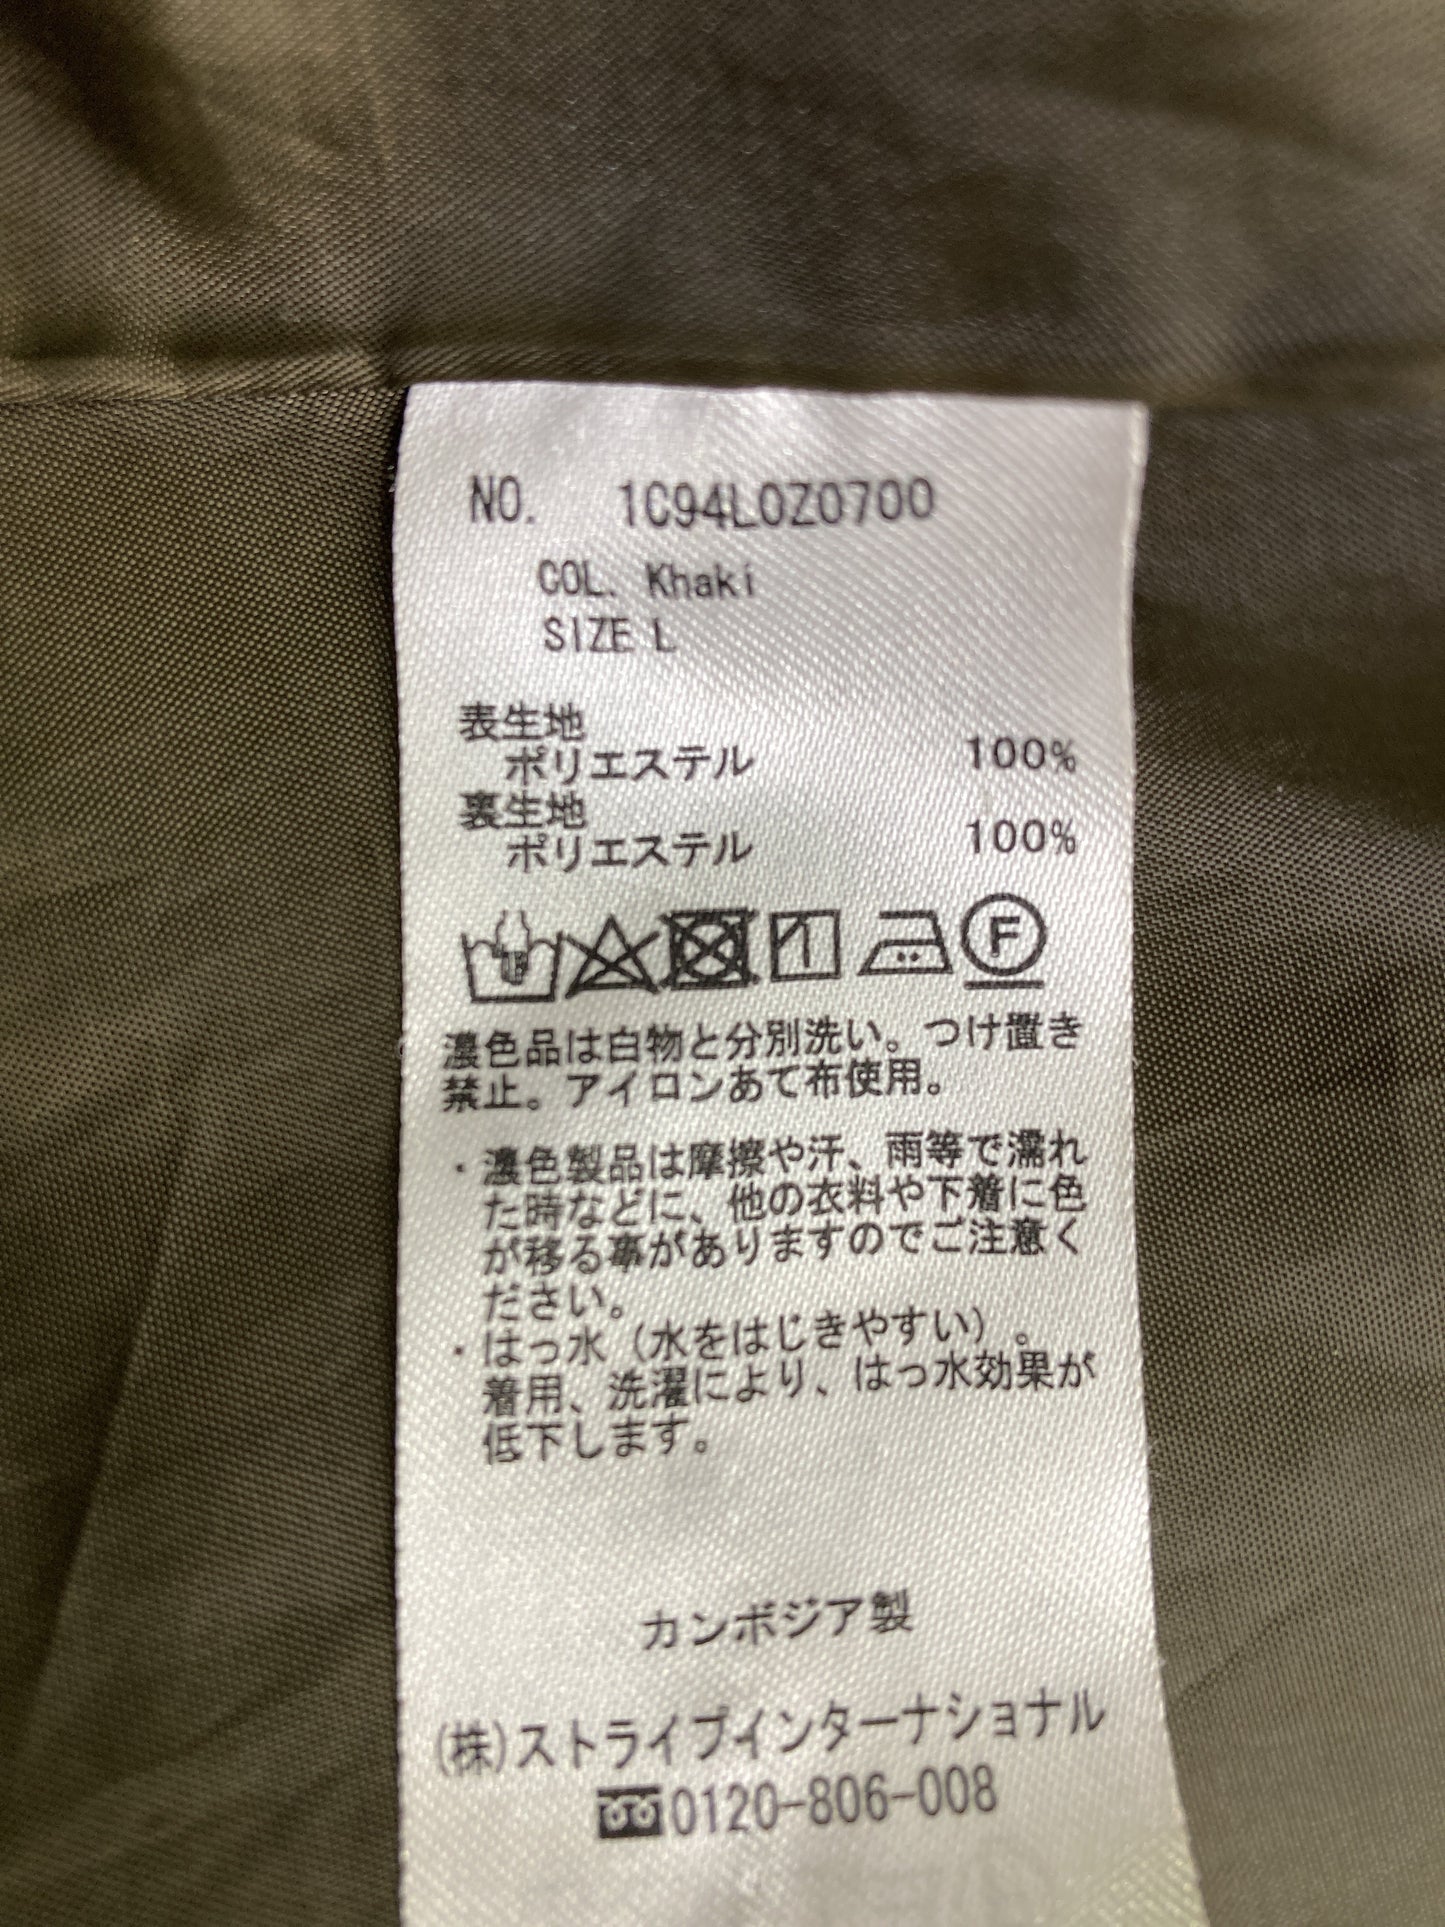 NO. 1C94L0Z0700
COL. Khaki
SIZE L
表生地
ポリエステル 100%
裏生地
ポリエステル 100%
F
濃色品は白物と分別洗い。つけ置き
禁止。アイロンあて布使用。
・濃色製品は摩擦や汗、雨等で濡れ
た時などに、他の衣料や下着に色
が移る事がありますのでご注意く
ださい。
・はっ水（水をはじきやすい）。
着用、洗濯により、はっ水効果が
低下します。
カンボジア製
(株)ストライプインターナショナル
0120-806-008